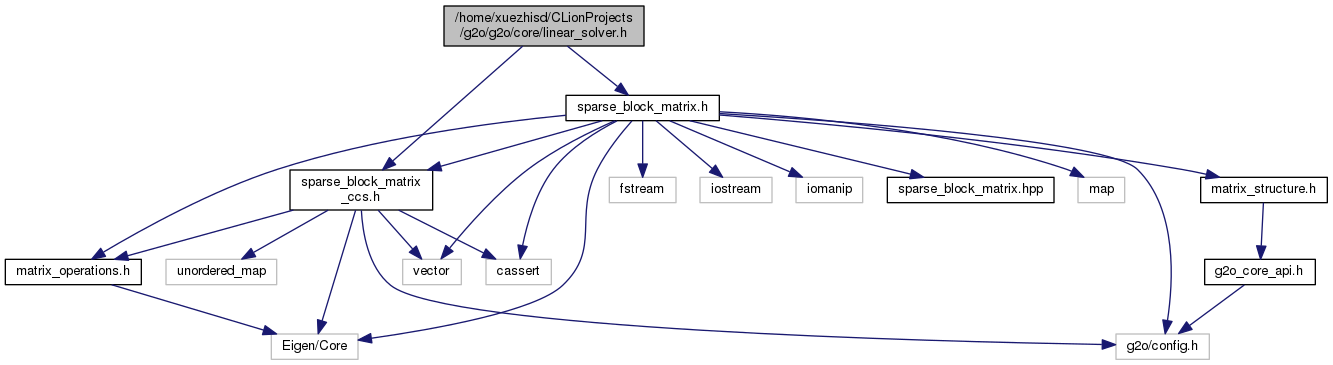 /home/xuezhisd/CLionProjects
/g2o/g2o/core/linear_solver.h
sparse_block_matrix.h
sparse_block_matrix
_ccs.h
fstream
iostream
iomanip
sparse_block_matrix.hpp
map
matrix_structure.h
matrix_operations.h
unordered_map
vector
cassert
g2o_core_api.h
Eigen/Core
g2o/config.h